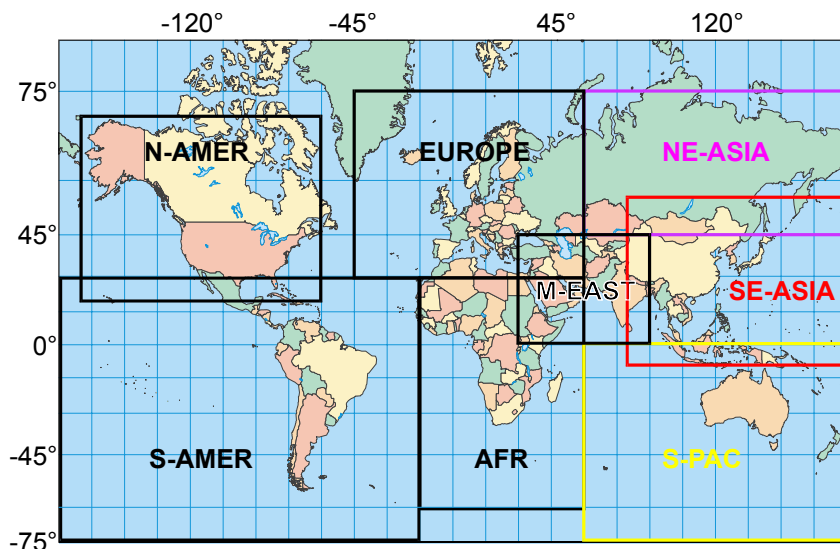 -120° -45° 45° 120°
75°
N-AMER EUROPE NE-ASIA
45°
M-EAST SE-ASIA
0°
-45° S-AMER AFR S-PAC
-75°